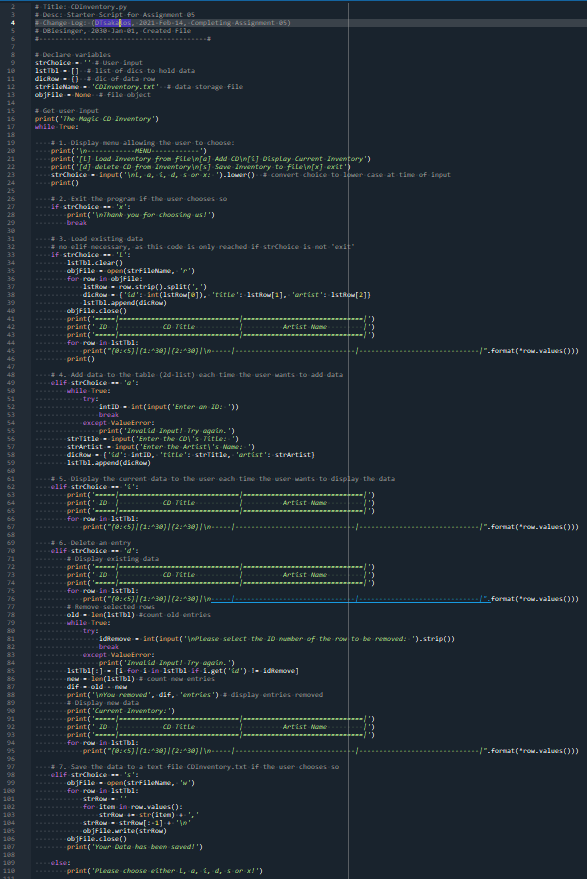 # Title: CDinventory.py
# Desc: Starter Script for Assignment 05
# Change Log: (DTsakalos, 2021-Feb-14, Completing Assignment 05)
# DBiesinger, 2030-Jan-01, Created File
#------------------------------------------#
# Declare variables
strChoice = '' # User input
lstTbl = [] # list of dics to hold data
dicRow = {} # dic of data row
strFileName = 'CDInventory.txt' # data storage file
objFile = None # file object
# Get user Input
print('The Magic CD Inventory')
while True:
# 1. Display menu allowing the user to choose:
print('\n-----------MENU-----------')
print('[l] load Inventory from file\n[a] Add CD\n[i] Display Current Inventory')
print('[d] delete CD from Inventory\n[s] Save Inventory to file\n[x] exit')
strChoice = input('\nl, a, i, d, s or x: ').lower() # convert choice to lower case at time of input
print()
# 2. Exit the program if the user chooses so
if strChoice == 'x':
print('\nThank you for choosing us!')
break
# 3. Load existing data
# no elif necessary, as this code is only reached if strChoice is not 'exit'
if strChoice == 'l':
lstTbl.clear()
objFile = open(strFileName, 'r')
for row in objFile:
lstRow = row.strip().split(',')
dicRow = {'id': int(lstRow[0]), 'title': lstRow[1], 'artist': lstRow[2]}
lstTbl.append(dicRow)
objFile.close()
print('=====|==============================|==============================|')
print(' ID | CD Title | Artist Name |')
print('=====|==============================|==============================|')
for row in lstTbl:
print("{0:<5}|{1:^30}|{2:^30}|\n-----|------------------------------|------------------------------|".format(*row.values()))
print()
# 4. Add data to the table (2d-list) each time the user wants to add data
elif strChoice == 'a':
while True:
try:
intID = int(input('Enter an ID: '))
break
except ValueError:
print('Invalid Input! Try again.')
strTitle = input('Enter the CD\'s Title: ')
strArtist = input('Enter the Artist\'s Name: ')
dicRow = {'id': intID, 'title': strTitle, 'artist': strArtist}
lstTbl.append(dicRow)
# 5. Display the current data to the user each time the user wants to display the data
elif strChoice == 'i':
print('=====|==============================|==============================|')
print(' ID | CD Title | Artist Name |')
print('=====|==============================|==============================|')
for row in lstTbl:
print("{0:<5}|{1:^30}|{2:^30}|\n-----|------------------------------|------------------------------|".format(*row.values()))
# 6. Delete an entry
elif strChoice == 'd':
# Display existing data
print('=====|==============================|==============================|')
print(' ID | CD Title | Artist Name |')
print('=====|==============================|==============================|')
for row in lstTbl:
print("{0:<5}|{1:^30}|{2:^30}|\n-----|------------------------------|------------------------------|".format(*row.values()))
# Remove selected rows
old = len(lstTbl) #count old entries
while True:
try:
idRemove = int(input('\nPlease select the ID number of the row to be removed: ').strip())
break
except ValueError:
print('Invalid Input! Try again.')
lstTbl[:] = [i for i in lstTbl if i.get('id') != idRemove]
new = len(lstTbl) # count new entries
dif = old - new
print('\nYou removed', dif, 'entries') # display entries removed
# Display new data
print('Current Inventory:')
print('=====|==============================|==============================|')
print(' ID | CD Title | Artist Name |')
print('=====|==============================|==============================|')
for row in lstTbl:
print("{0:<5}|{1:^30}|{2:^30}|\n-----|------------------------------|------------------------------|".format(*row.values()))
# 7. Save the data to a text file CDInventory.txt if the user chooses so
elif strChoice == 's':
objFile = open(strFileName, 'w')
for row in lstTbl:
strRow = ''
for item in row.values():
strRow += str(item) + ','
strRow = strRow[:-1] + '\n'
objFile.write(strRow)
objFile.close()
print('Your Data has been saved!')
else:
print('Please choose either l, a, i, d, s or x!')